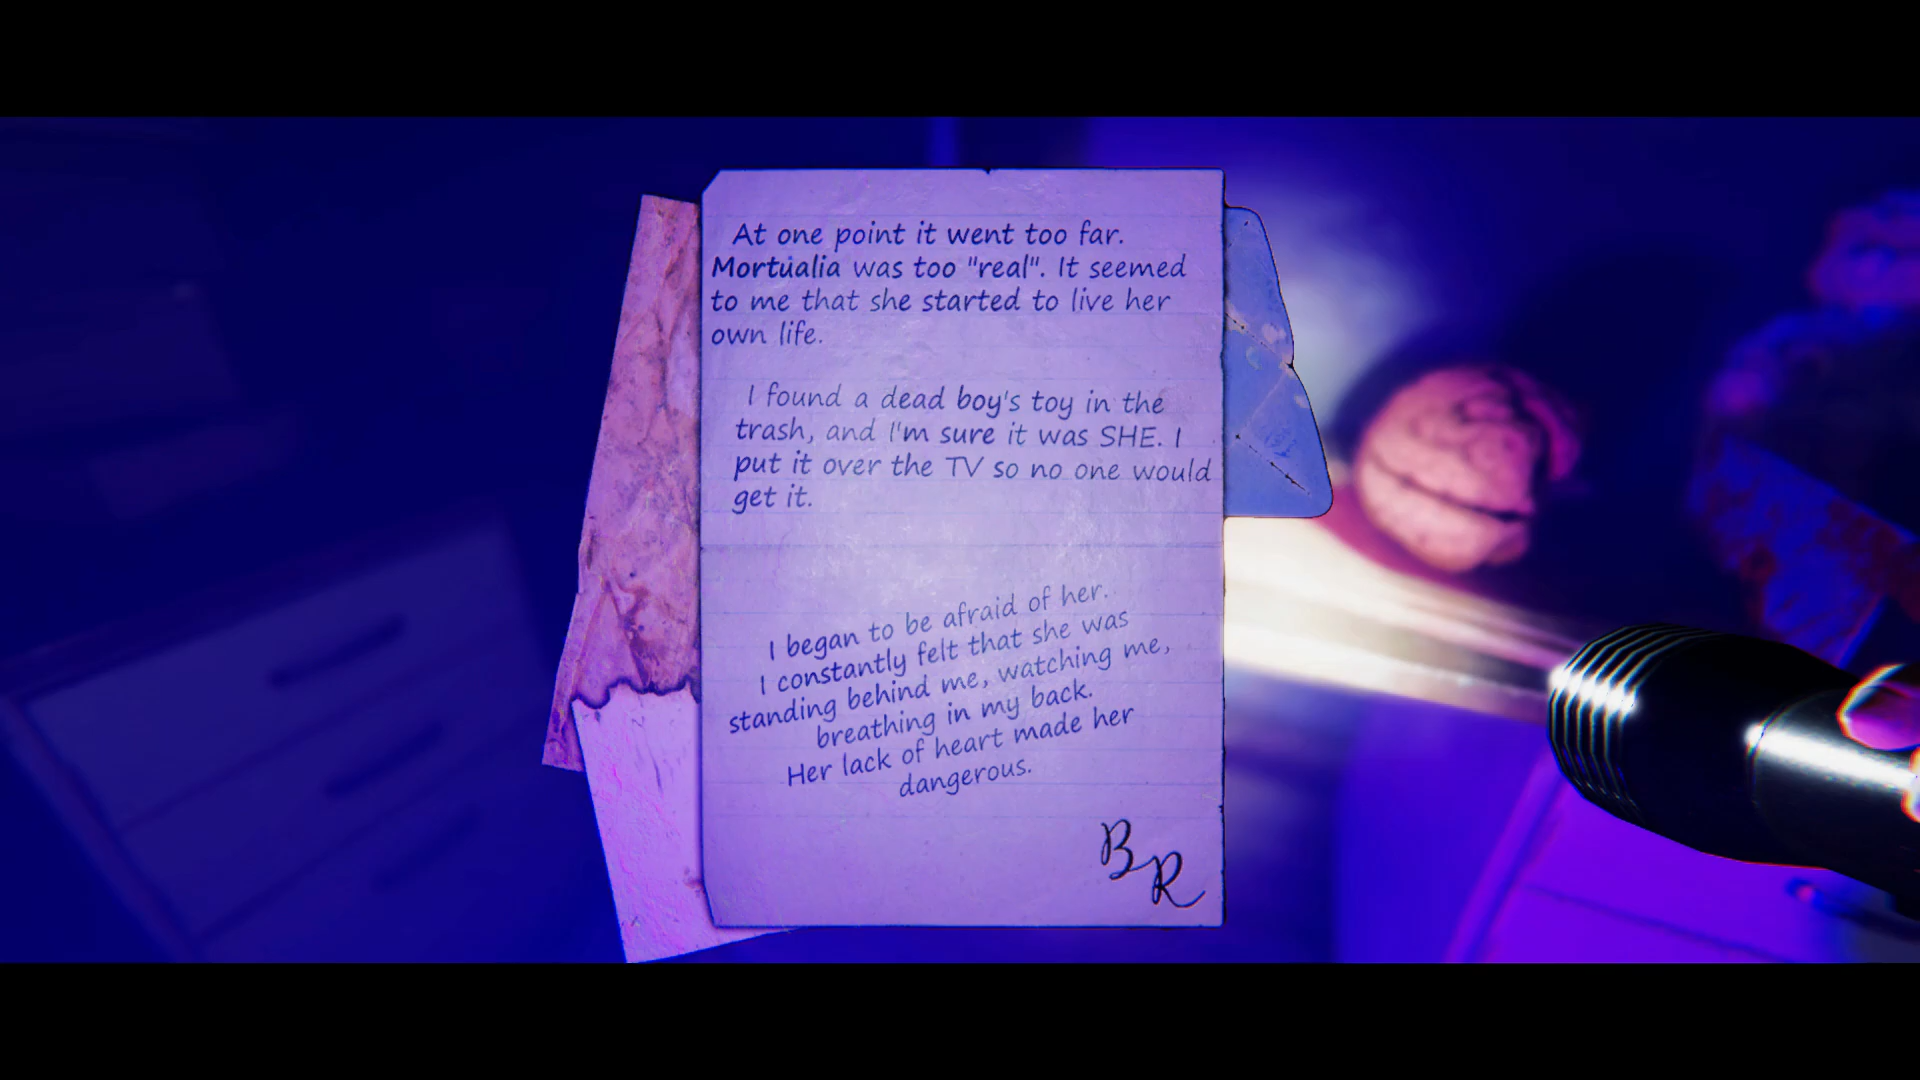 At one point it went too far.
Mortualia was too "real". It seemed
to me that she started to live her
own life.
I found a dead boy's toy in the
trash, and I'm sure it was SHE. I
put it over the TV so no one would
get it.
I began to be afraid of her.
I constantly felt that she was
standing behind me, watching me,
breathing in my back.
Her lack of heart made her
dangerous.
BR